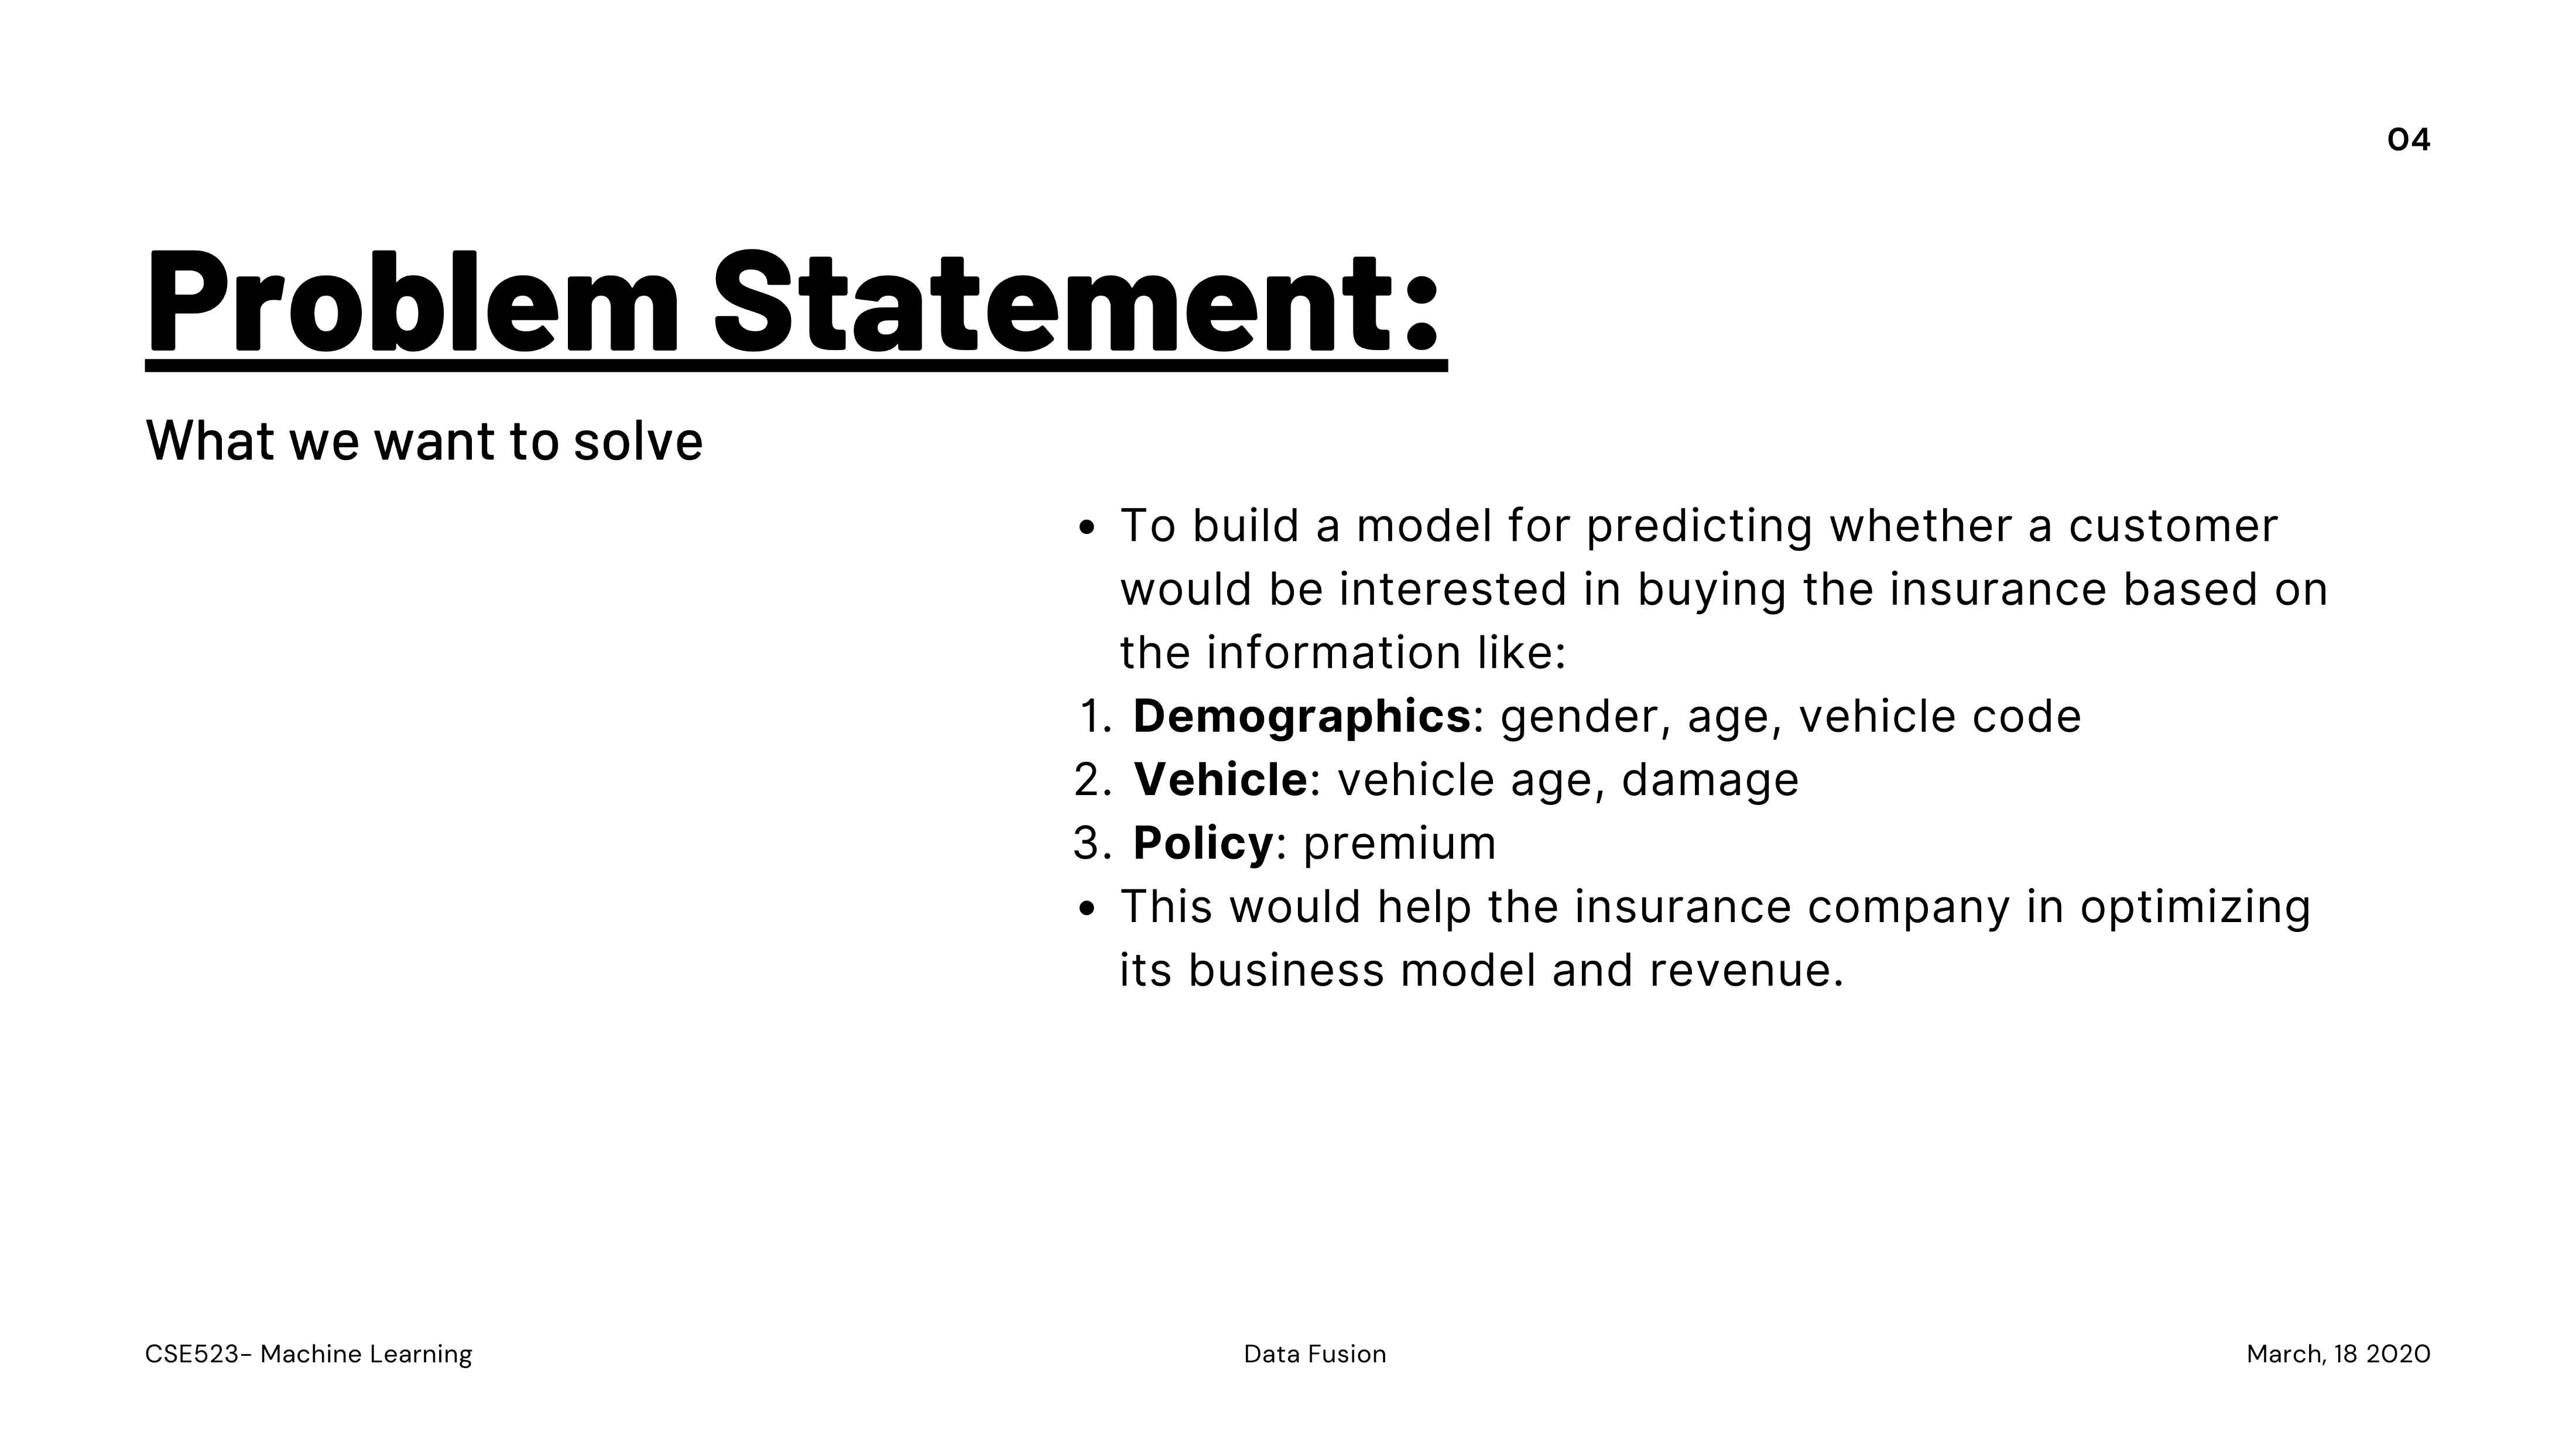 04
Problem Statement:
What we want to solve
• To build a model for predicting whether a customer
would be interested in buying the insurance based on
the information like:
1. Demographics: gender, age, vehicle code
2. Vehicle: vehicle age, damage
3. Policy: premium
• This would help the insurance company in optimizing
its business model and revenue.
CSE523- Machine Learning
Data Fusion
March, 18 2020